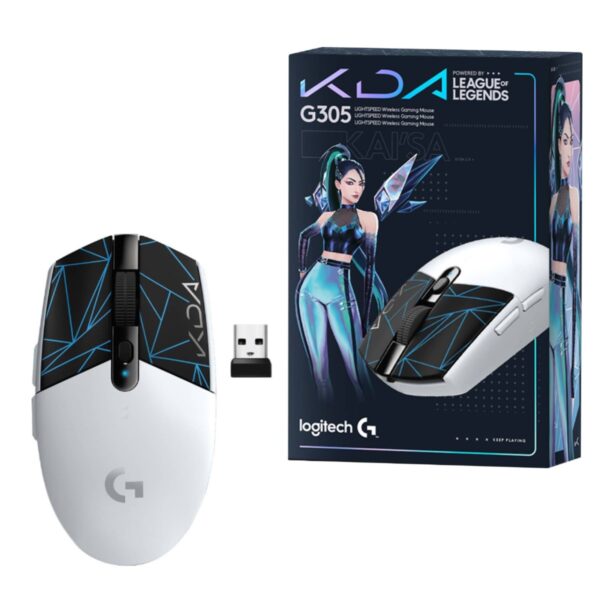 KDA
POWERED BY
LEAGUE OF
LEGENDS
G305
LIGHTSPEED Wireless Gaming Mouse
LIGHTSPEED Wireless Gaming Mouse
LIGHTSPEED Wireless Gaming Mouse
KAI'SA
logitech G
KEEP PLAYING
KDA
G
G